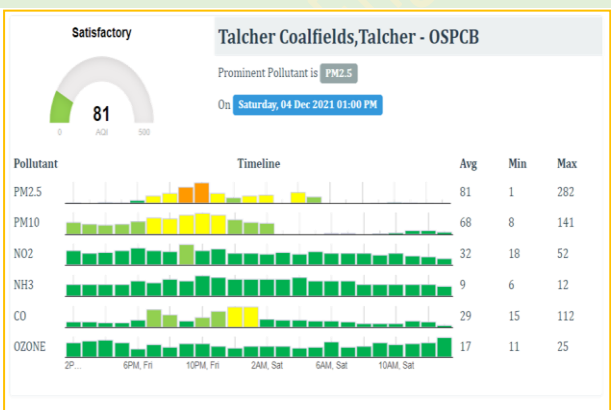 Satisfactory
81
0 AQI 500
Talcher Coalfields,Talcher - OSPCB
Prominent Pollutant is PM2.5
On Saturday, 04 Dec 2021 01:00 PM
Pollutant Timeline Avg Min Max
PM2.5 81 1 282
PM10 68 8 141
NO2 32 18 52
NH3 9 6 12
CO 29 15 112
OZONE 17 11 25
2P... 6PM, Fri 10PM, Fri 2AM, Sat 6AM, Sat 10AM, Sat